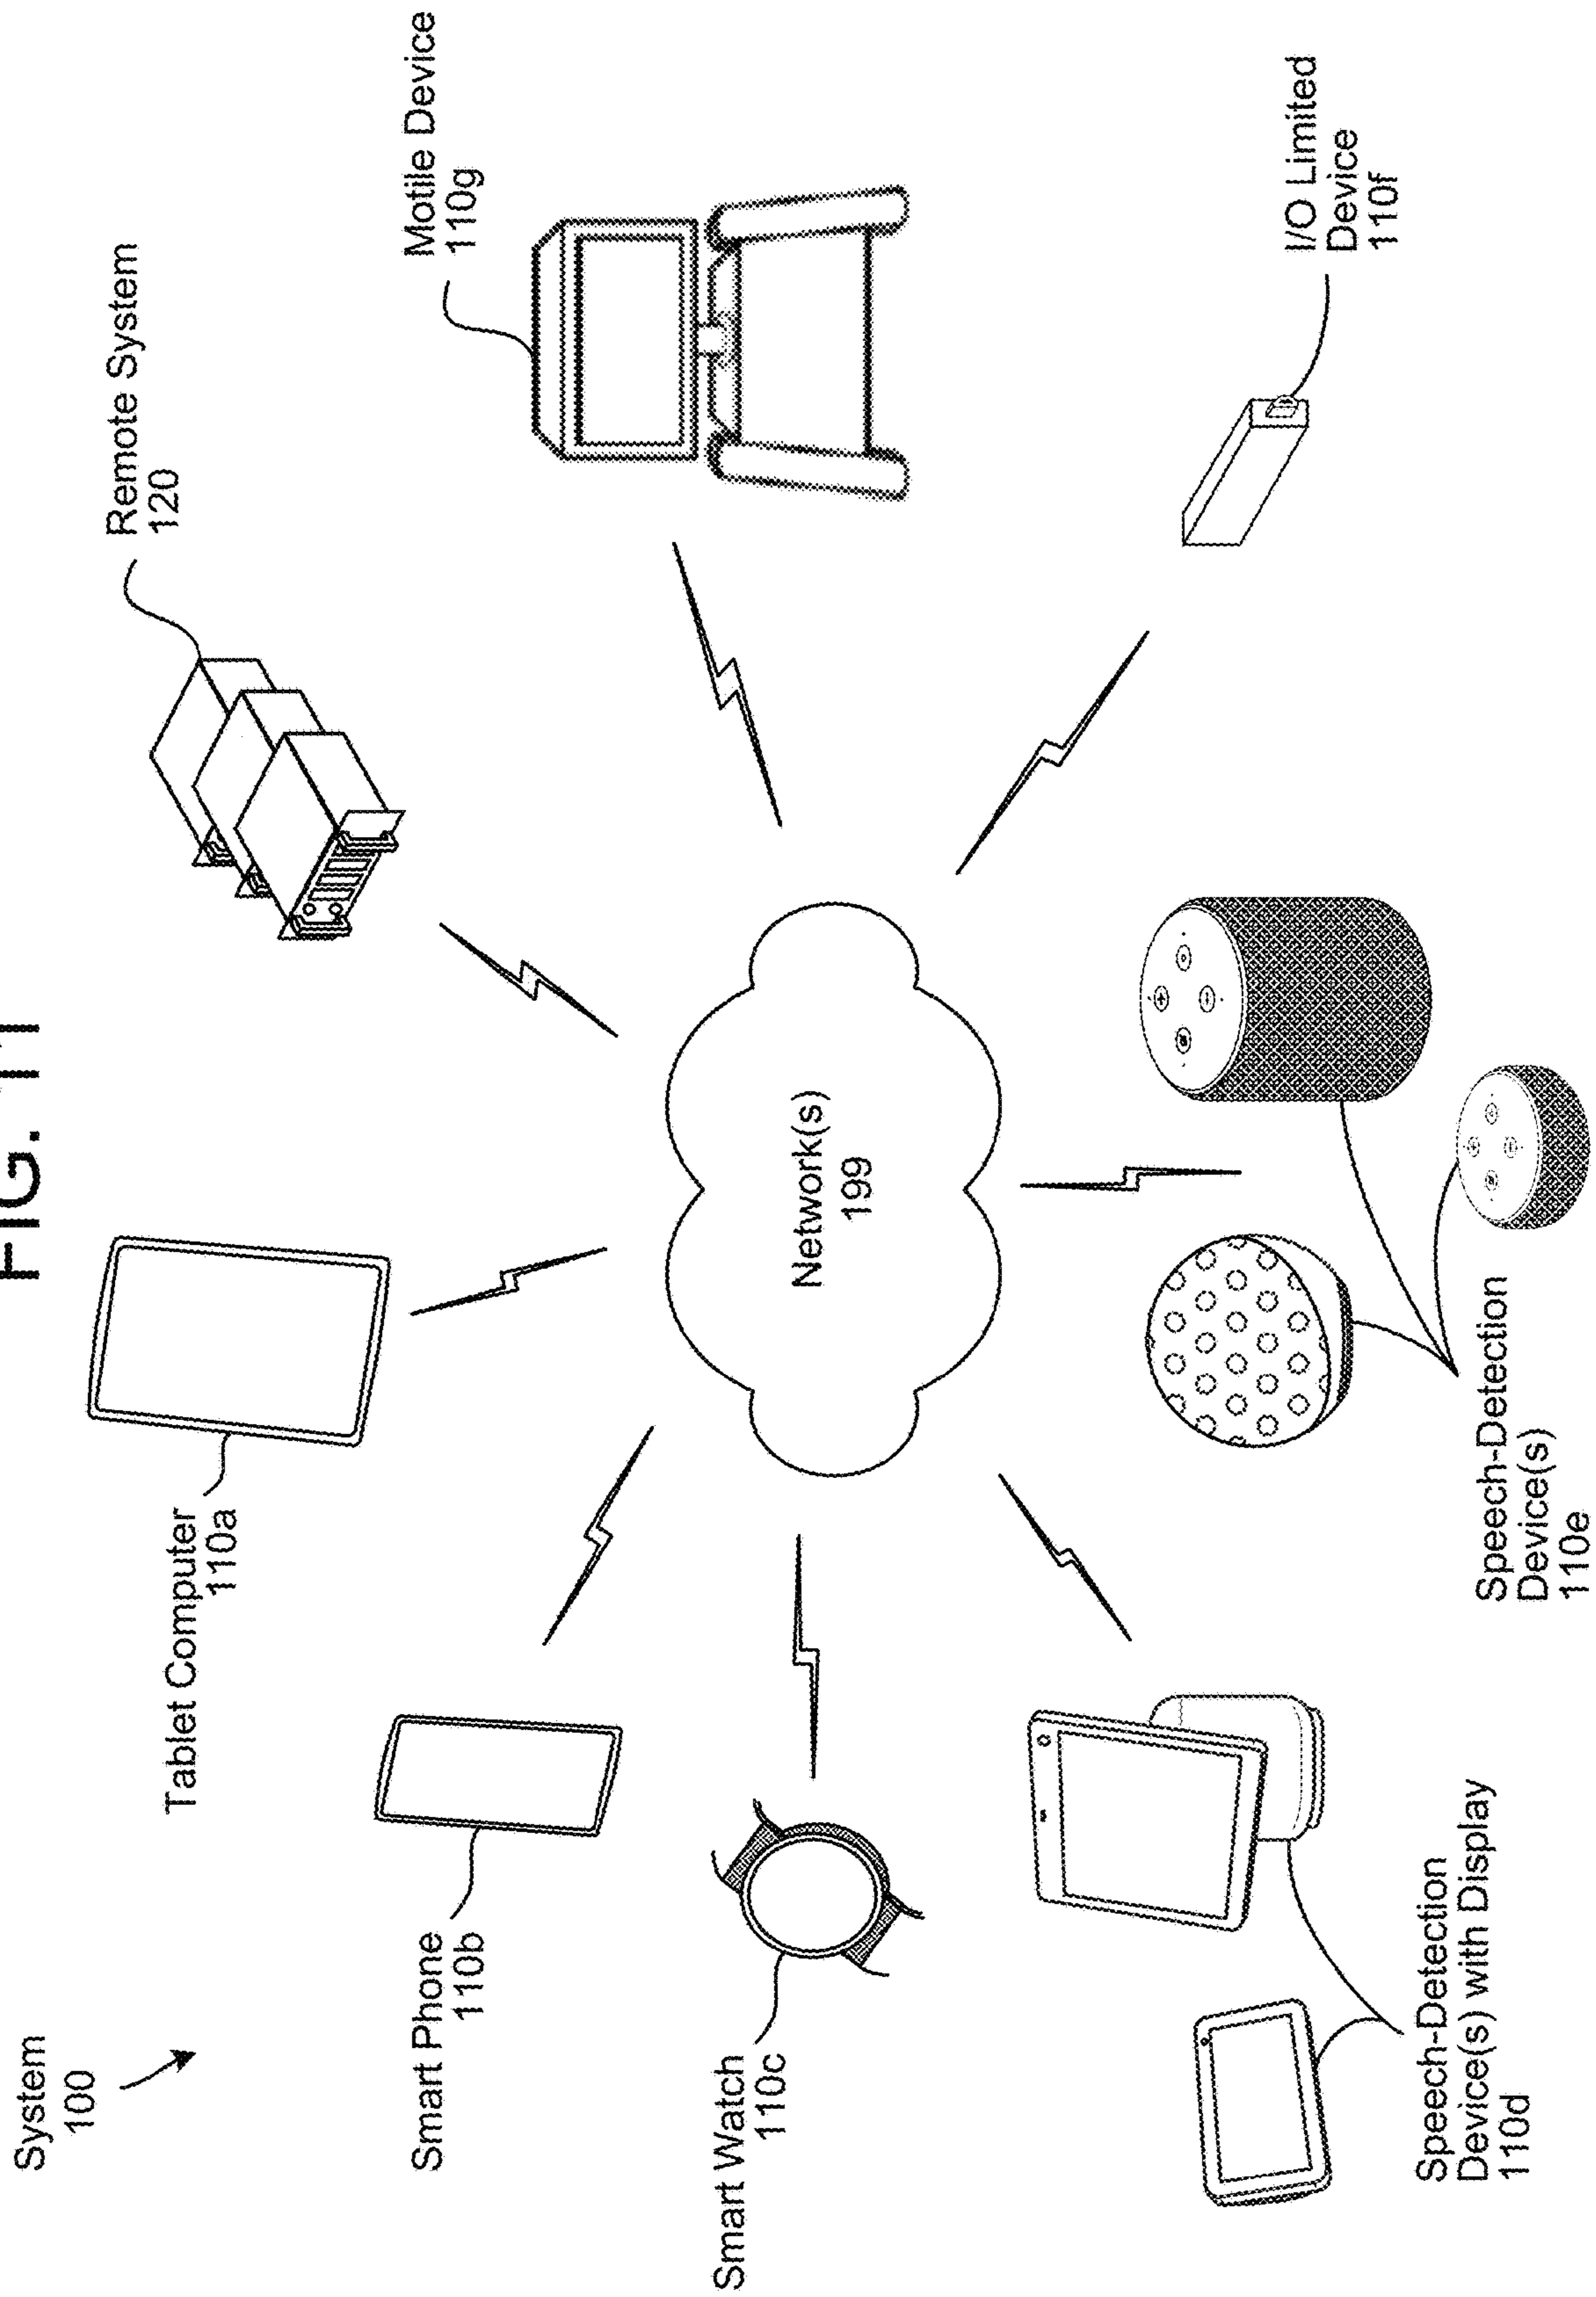 FIG. 11
System
100
Tablet Computer
110a
Remote System
120
Smart Phone
110b
Motile Device
110g
Smart Watch
110c
Network(s)
199
Speech-Detection
Device(s) with Display
110d
Speech-Detection
Device(s)
110e
I/O Limited
Device
110f